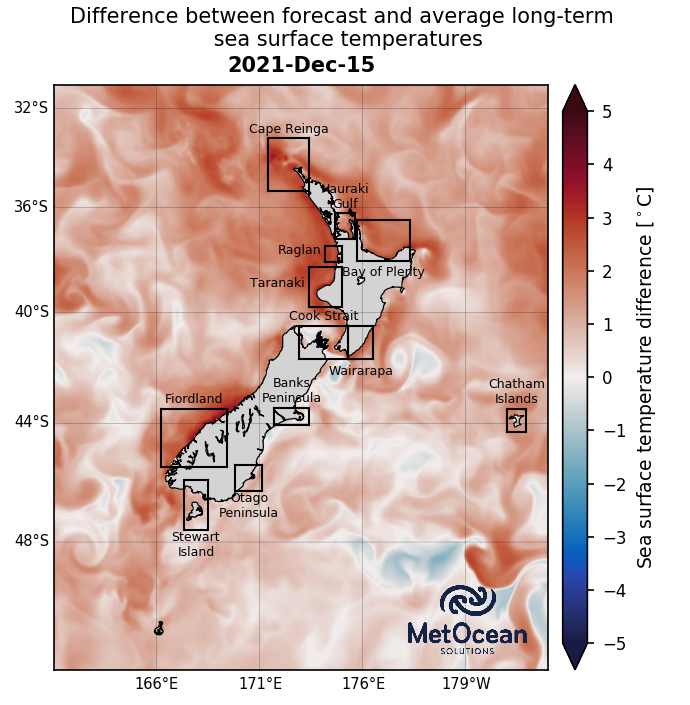 Difference between forecast and average long-term
sea surface temperatures
2021-Dec-15
32°S
36°S
40°S
44°S
48°S
166°E
171°E
176°E
179°W
Cape Reinga
Hauraki
Gulf
Raglan
Bay of Plenty
Taranaki
Cook Strait
Wairarapa
Banks
Peninsula
Fiordland
Chatham
Islands
Otago
Peninsula
Stewart
Island
MetOcean
SOLUTIONS
5
4
3
2
1
0
−1
−2
−3
−4
−5
Sea surface temperature difference [°C]